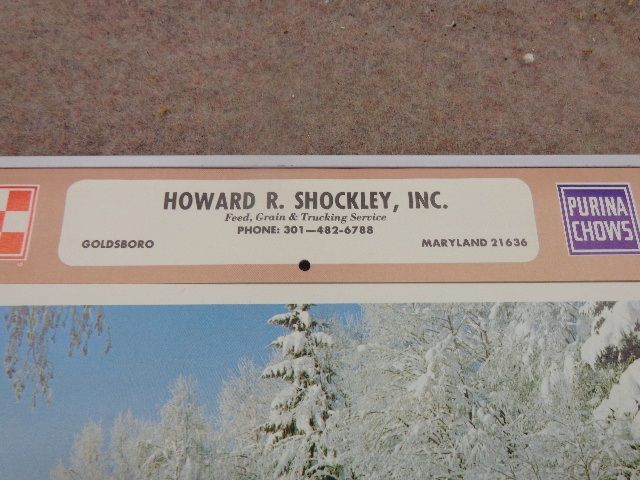 HOWARD R. SHOCKLEY, INC.
Feed, Grain & Trucking Service
PHONE: 301—482-6788
GOLDSBORO MARYLAND 21636
PURINA
CHOWS